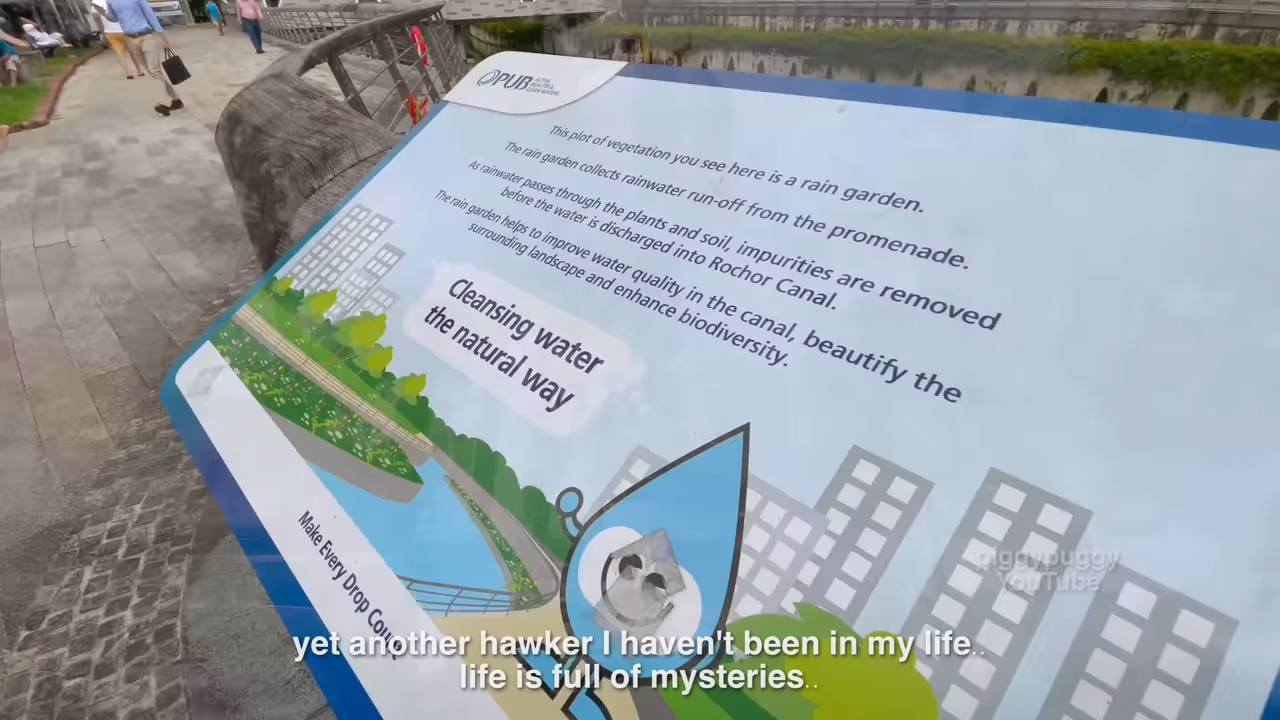 PUB ACTIVE
BEAUTIFUL
CLEAN WATERS
This plot of vegetation you see here is a rain garden.
The rain garden collects rainwater run-off from the promenade.
As rainwater passes through the plants and soil, impurities are removed
before the water is discharged into Rochor Canal.
The rain garden helps to improve water quality in the canal, beautify the
surrounding landscape and enhance biodiversity.
Cleansing water
the natural way
Make Every Drop Count
piggypuggy
YouTube
yet another hawker I haven't been in my life..
life is full of mysteries..